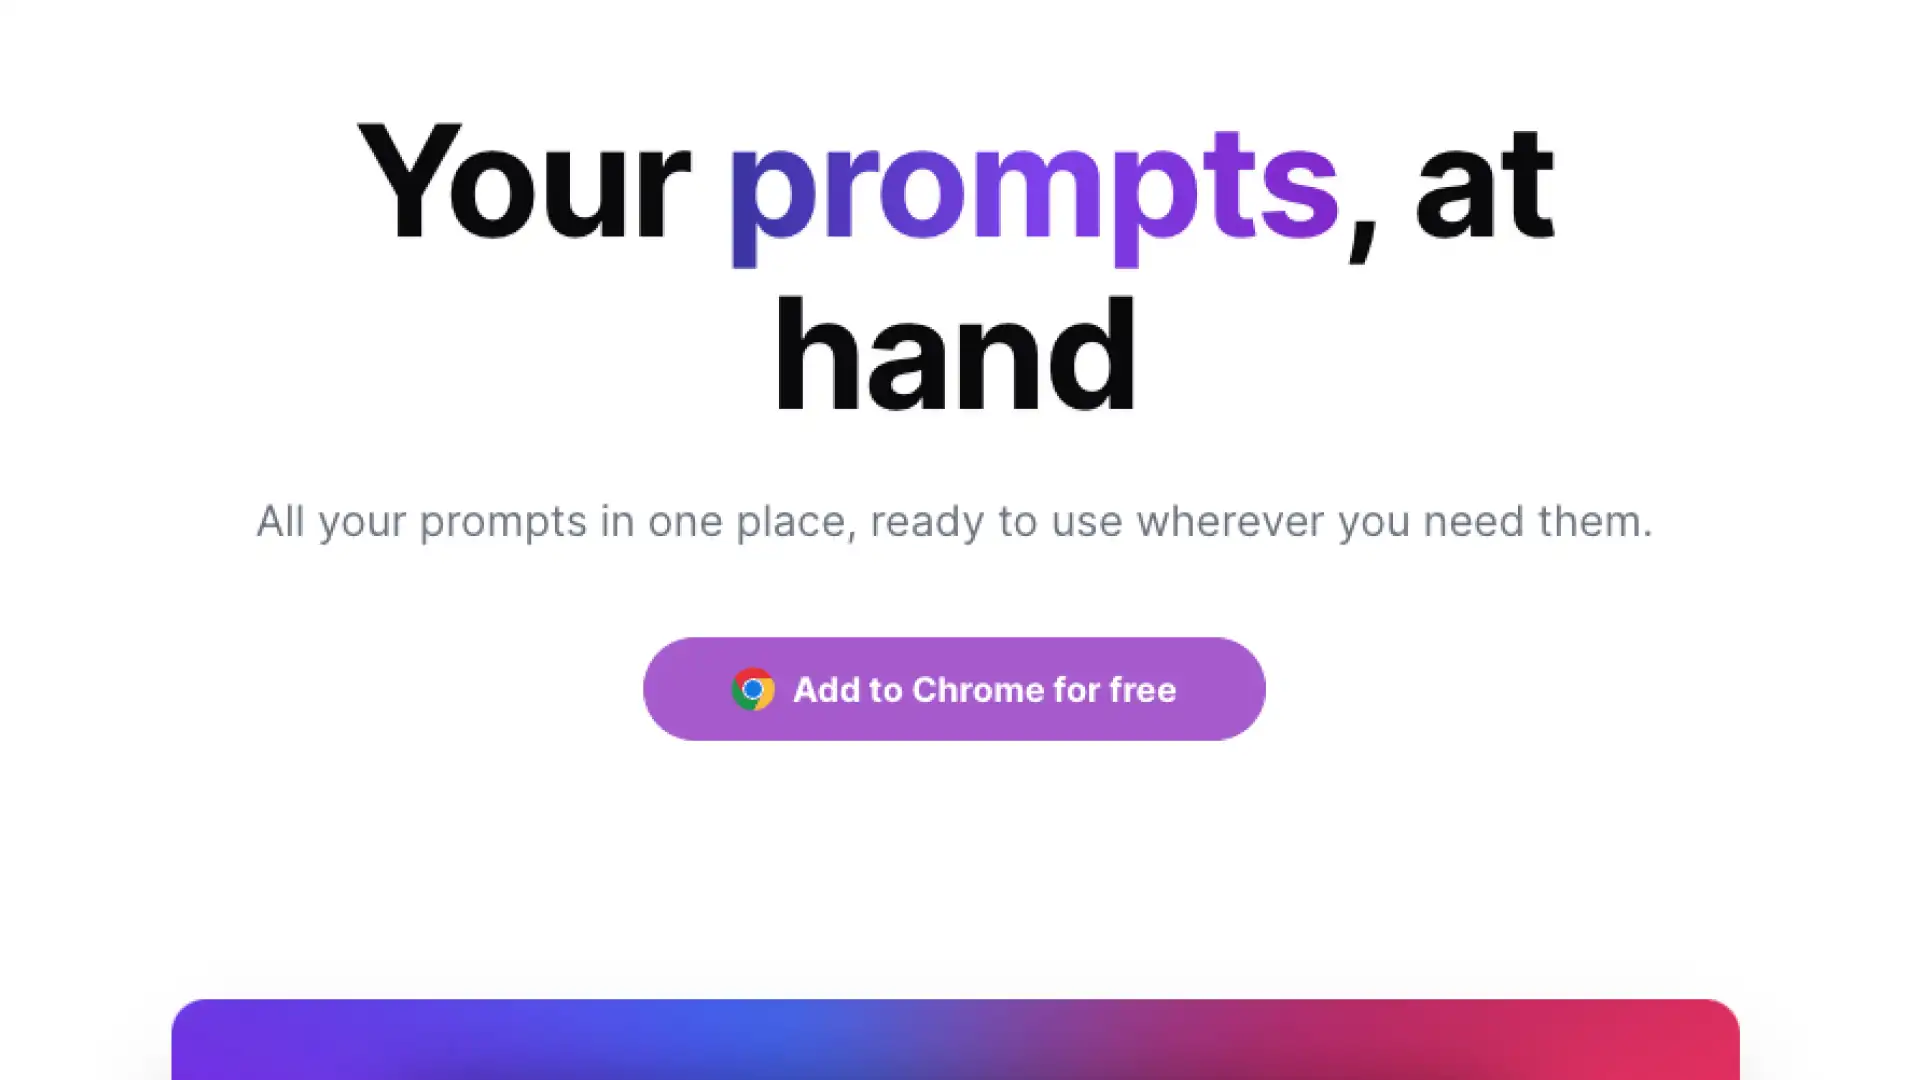 Your prompts, at
hand
All your prompts in one place, ready to use wherever you need them.
Add to Chrome for free